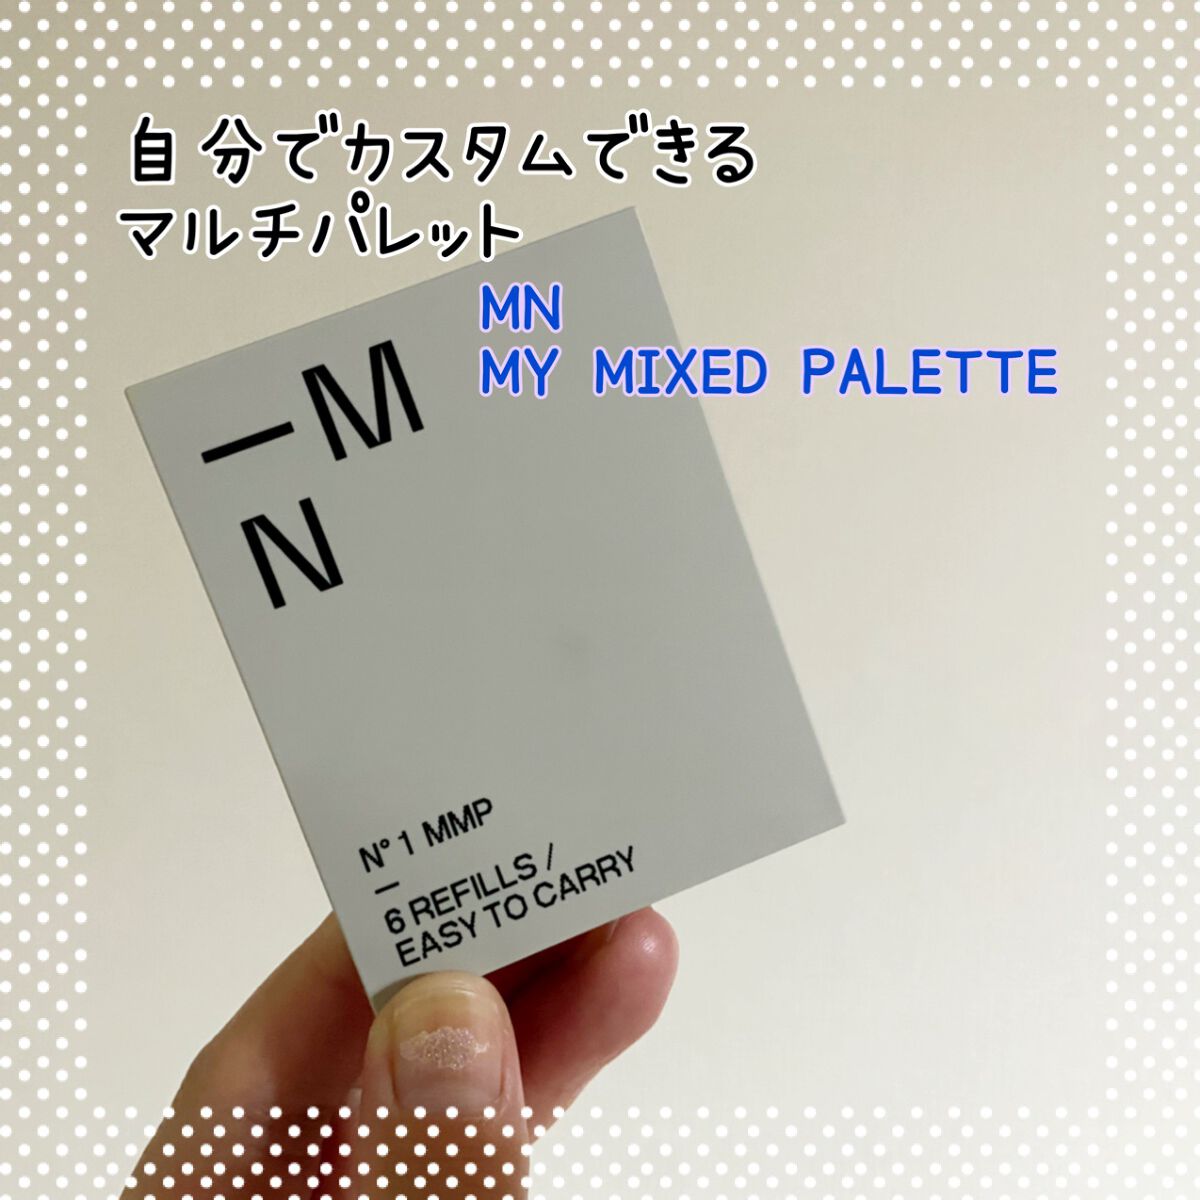 自分でカスタムできる
マルチパレット
MN
MY MIXED PALETTE
—M
N
N° 1 MMP
—
6 REFILLS /
EASY TO CARRY